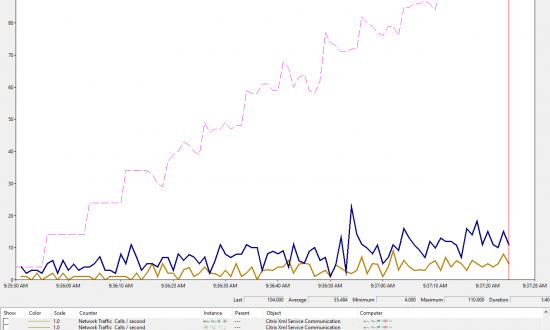 80
70
60
50
40
30
20
10
0
9:35:50 AM 9:36:00 AM 9:36:10 AM 9:36:20 AM 9:36:30 AM 9:36:40 AM 9:36:50 AM 9:37:00 AM 9:37:10 AM 9:37:20 AM 9:37:28 AM
Last 104.000 Average 55.484 Minimum 4.000 Maximum 110.000 Duration 1:40
Show Color Scale Counter Instance Parent Object Computer
1.0 Network Traffic Calls / second --- Citrix Xml Service Communication
1.0 Network Traffic Calls / second --- Citrix Xml Service Communication